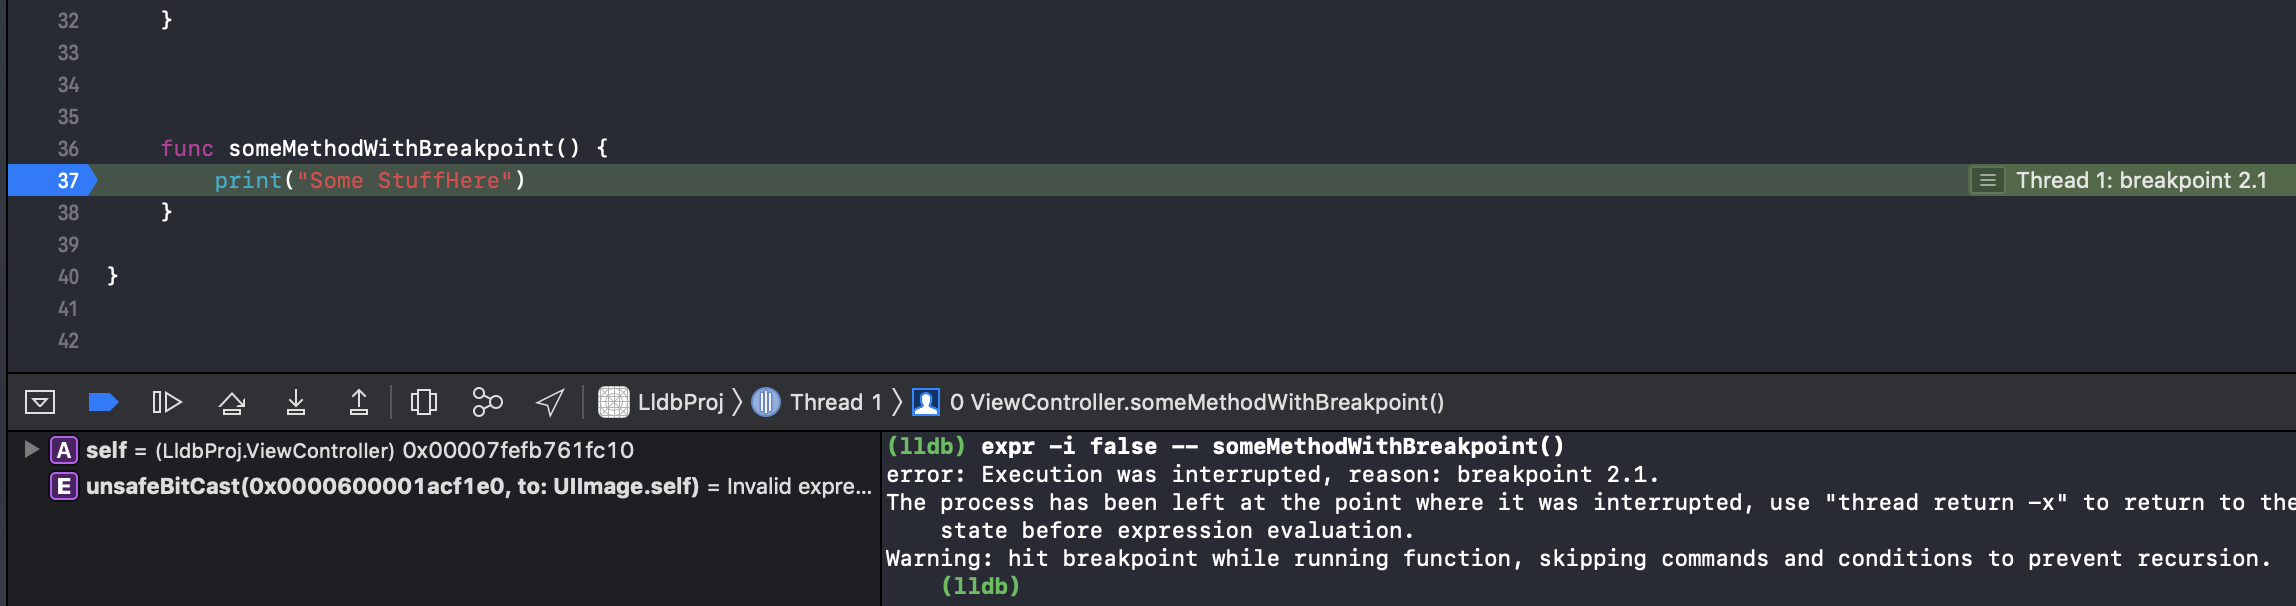 32 }
33
34
35
36 func someMethodWithBreakpoint() {
37 print("Some StuffHere") Thread 1: breakpoint 2.1
38 }
39
40 }
41
42
LldbProj Thread 1 0 ViewController.someMethodWithBreakpoint()
A self = (LldbProj.ViewController) 0x00007fefb761fc10
E unsafeBitCast(0x0000600001acf1e0, to: UIImage.self) = Invalid expre...
(lldb) expr -i false -- someMethodWithBreakpoint()
error: Execution was interrupted, reason: breakpoint 2.1.
The process has been left at the point where it was interrupted, use "thread return -x" to return to the
state before expression evaluation.
Warning: hit breakpoint while running function, skipping commands and conditions to prevent recursion.
(lldb)